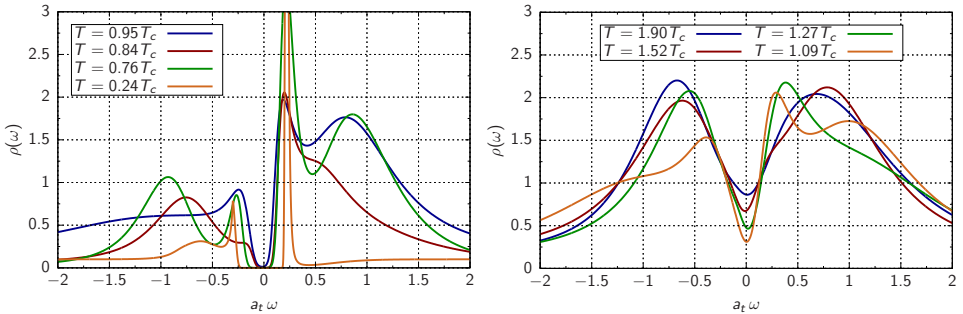 3
2.5
2
1.5
1
0.5
0
ρ(ω)
T = 0.95 T_c
T = 0.84 T_c
T = 0.76 T_c
T = 0.24 T_c
−2 −1.5 −1 −0.5 0 0.5 1 1.5 2
a_t ω
3
2.5
2
1.5
1
0.5
0
ρ(ω)
T = 1.90 T_c T = 1.27 T_c
T = 1.52 T_c T = 1.09 T_c
−2 −1.5 −1 −0.5 0 0.5 1 1.5 2
a_t ω